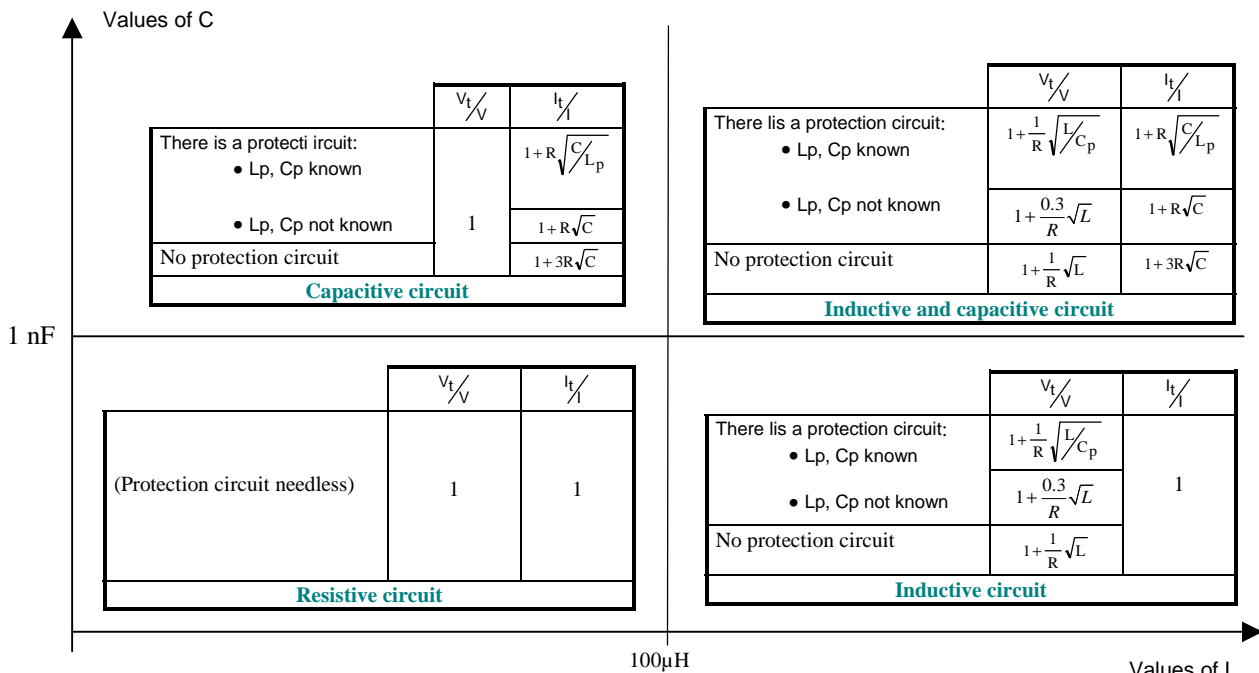 Values of C
Vt/V It/I
There is a protecti ircuit:
• Lp, Cp known
1+R√(C/Lp)
• Lp, Cp not known
1
1+R√C
No protection circuit
1+3R√C
Capacitive circuit
Vt/V It/I
There lis a protection circuit:
• Lp, Cp known
1+1/R√(L/Cp) 1+R√(C/Lp)
• Lp, Cp not known
1+0.3/R√L 1+R√C
No protection circuit
1+1/R√L 1+3R√C
Inductive and capacitive circuit
1 nF
Vt/V It/I
(Protection circuit needless) 1 1
Resistive circuit
Vt/V It/I
There lis a protection circuit:
• Lp, Cp known
1+1/R√(L/Cp)
• Lp, Cp not known
1+0.3/R√L
1
No protection circuit
1+1/R√L
Inductive circuit
100µH
Values of